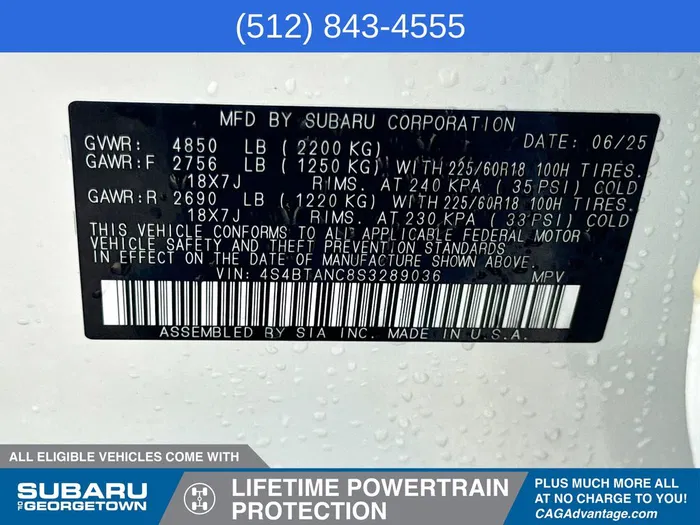 (512) 843-4555
MFD BY SUBARU CORPORATION
GVWR: 4850 LB (2200 KG) DATE: 06/25
GAWR:F 2756 LB (1250 KG) WITH 225/60R18 100H TIRES.
18X7J RIMS. AT 240 KPA (35 PSI) COLD
GAWR:R 2690 LB (1220 KG) WITH 225/60R18 100H TIRES.
18X7J RIMS. AT 230 KPA (33 PSI) COLD
THIS VEHICLE CONFORMS TO ALL APPLICABLE FEDERAL MOTOR
VEHICLE SAFETY AND THEFT PREVENTION STANDARDS
IN EFFECT ON THE DATE OF MANUFACTURE SHOWN ABOVE.
VIN: 4S4BTANC8S3289036 MPV
ASSEMBLED BY SIA INC. MADE IN U.S.A.
ALL ELIGIBLE VEHICLES COME WITH
SUBARU OF GEORGETOWN
LIFETIME POWERTRAIN PROTECTION
PLUS MUCH MORE ALL
AT NO CHARGE TO YOU!
CAGAdvantage.com